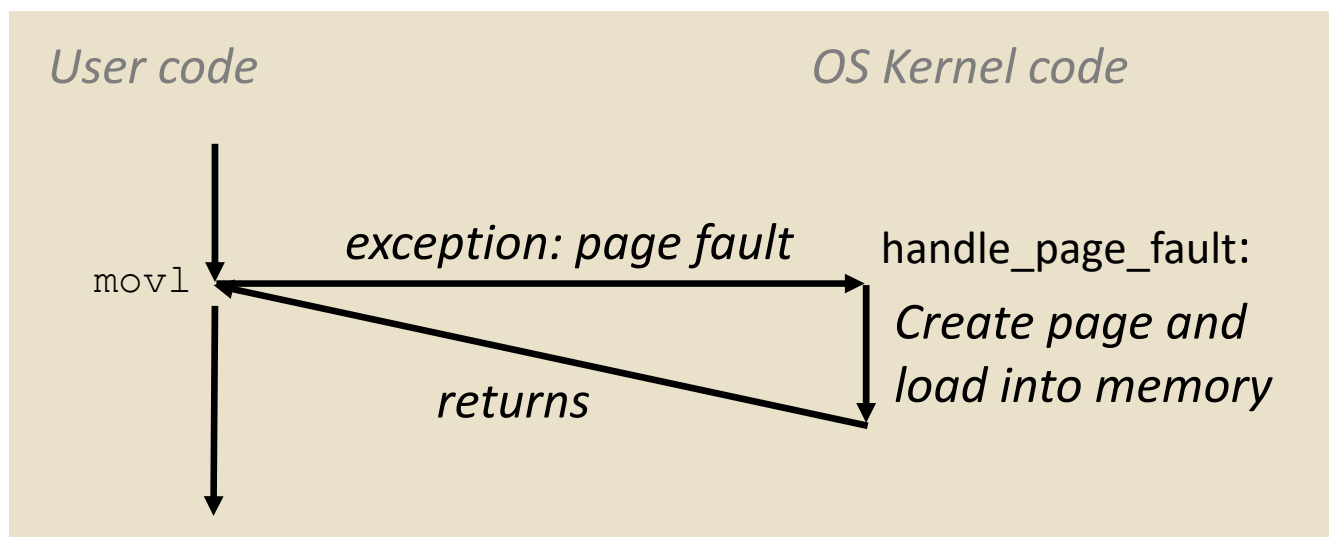 User code
OS Kernel code
exception: page fault
handle_page_fault:
movl
Create page and
load into memory
returns